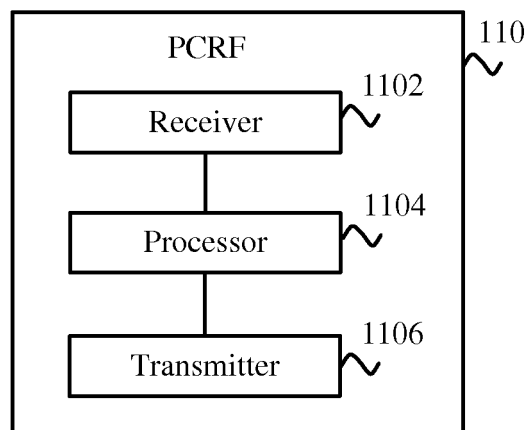 110
PCRF
1102
Receiver
1104
Processor
1106
Transmitter